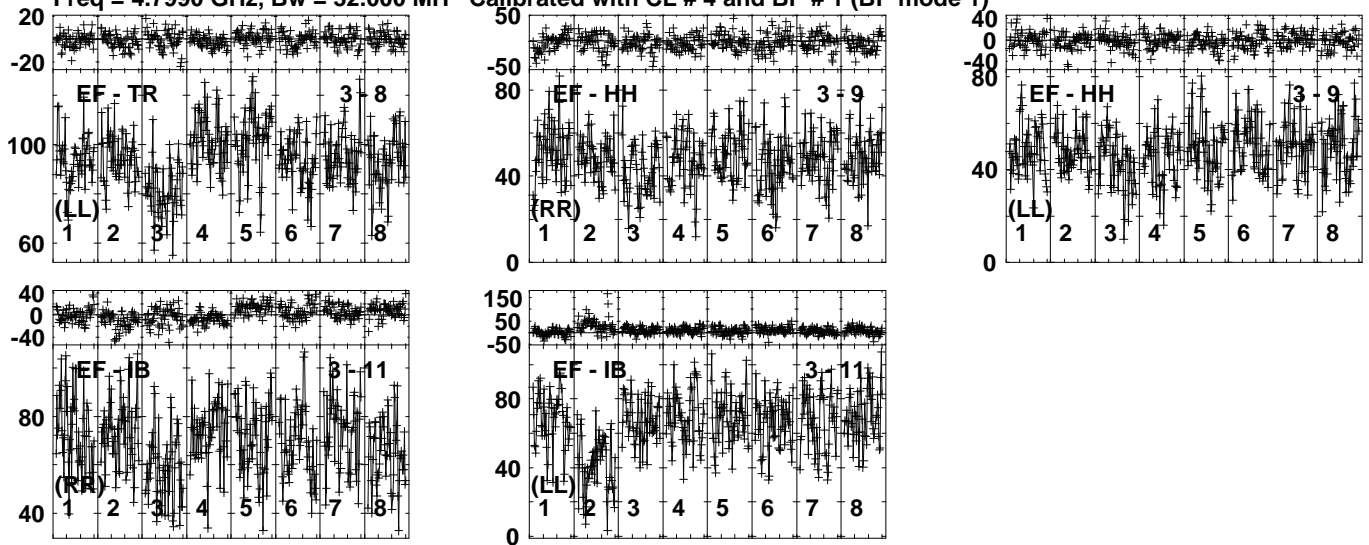 Freq = 4.7990 GHz, Bw = 32.000 MH Calibrated with CL # 4 and BP # 1 (BP mode 1)
20
-20
EF - TR 3 - 8
100
(LL)
60
1 2 3 4 5 6 7 8
50
-50
80
EF - HH 3 - 9
40
(RR)
1 2 3 4 5 6 7 8
0
40
0
-40
80
EF - HH 3 - 9
40
(LL)
1 2 3 4 5 6 7 8
0
40
0
-40
EF - IB 3 - 11
80
(RR)
40
1 2 3 4 5 6 7 8
150
50
-50
EF - IB 3 - 11
80
40
(LL)
1 2 3 4 5 6 7 8
0